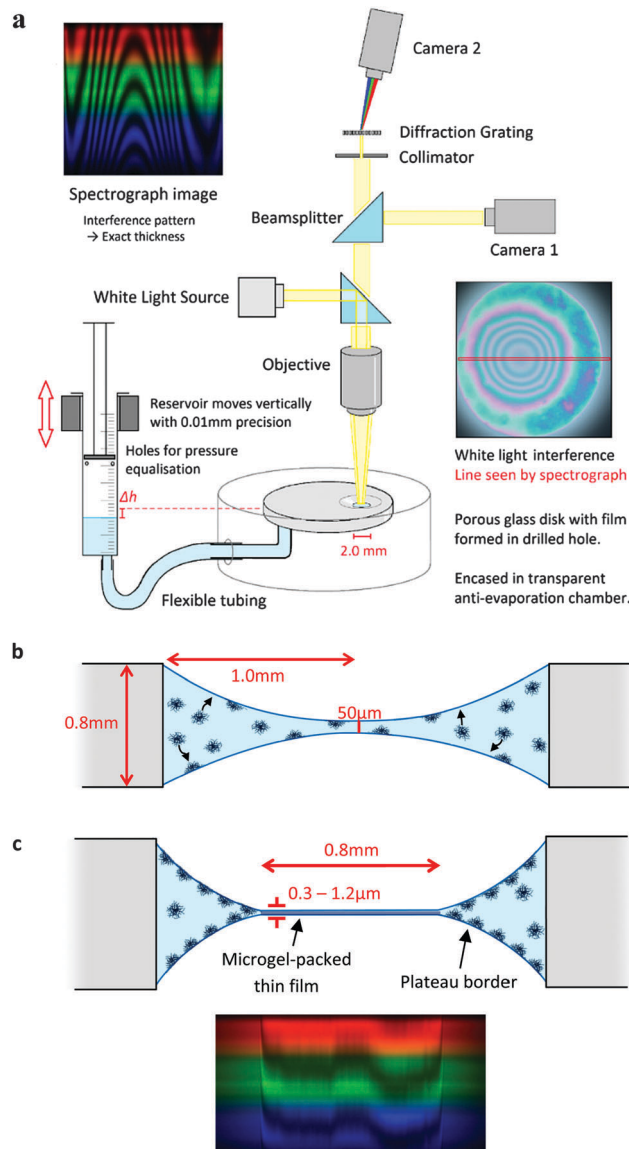 a
Camera 2
Diffraction Grating
Collimator
Spectrograph image
Interference pattern
→ Exact thickness
Beamsplitter
Camera 1
White Light Source
Objective
Reservoir moves vertically
with 0.01mm precision
Holes for pressure
equalisation
Δh
2.0 mm
Flexible tubing
White light interference
Line seen by spectrograph
Porous glass disk with film
formed in drilled hole.
Encased in transparent
anti-evaporation chamber.
b
1.0mm
0.8mm
50μm
c
0.8mm
0.3 – 1.2μm
Microgel-packed
thin film
Plateau border